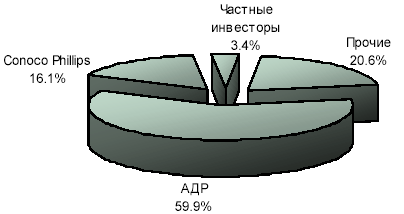 Частные
инвесторы
3.4%
Прочие
20.6%
Conoco Phillips
16.1%
АДР
59.9%